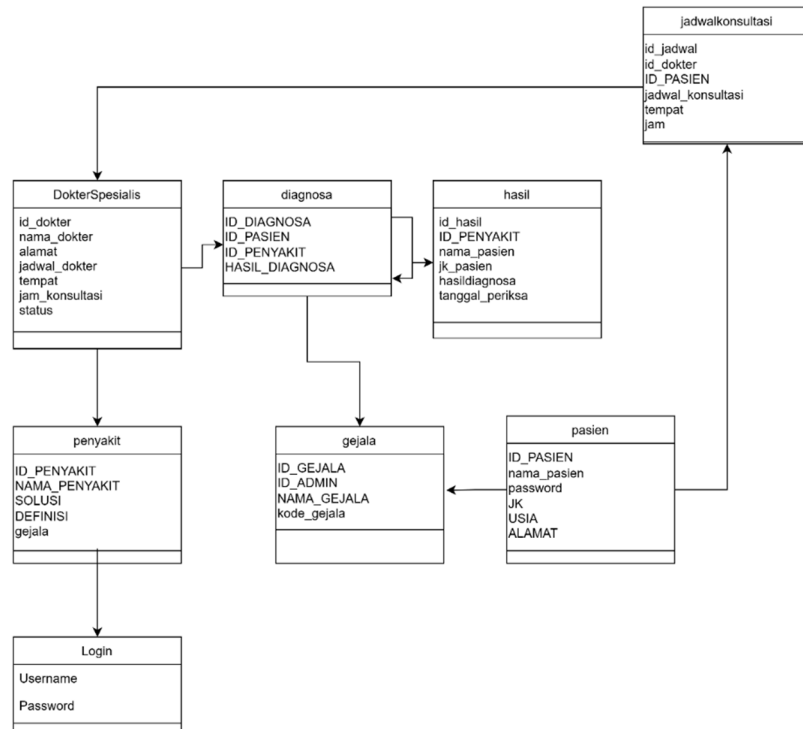 jadwalkonsultasi
id_jadwal
id_dokter
ID_PASIEN
jadwal_konsultasi
tempat
jam
DokterSpesialis
id_dokter
nama_dokter
alamat
jadwal_dokter
tempat
jam_konsultasi
status
diagnosa
ID_DIAGNOSA
ID_PASIEN
ID_PENYAKIT
HASIL_DIAGNOSA
hasil
id_hasil
ID_PENYAKIT
nama_pasien
jk_pasien
hasildiagnosa
tanggal_periksa
penyakit
ID_PENYAKIT
NAMA_PENYAKIT
SOLUSI
DEFINISI
gejala
gejala
ID_GEJALA
ID_ADMIN
NAMA_GEJALA
kode_gejala
pasien
ID_PASIEN
nama_pasien
password
JK
USIA
ALAMAT
Login
Username
Password